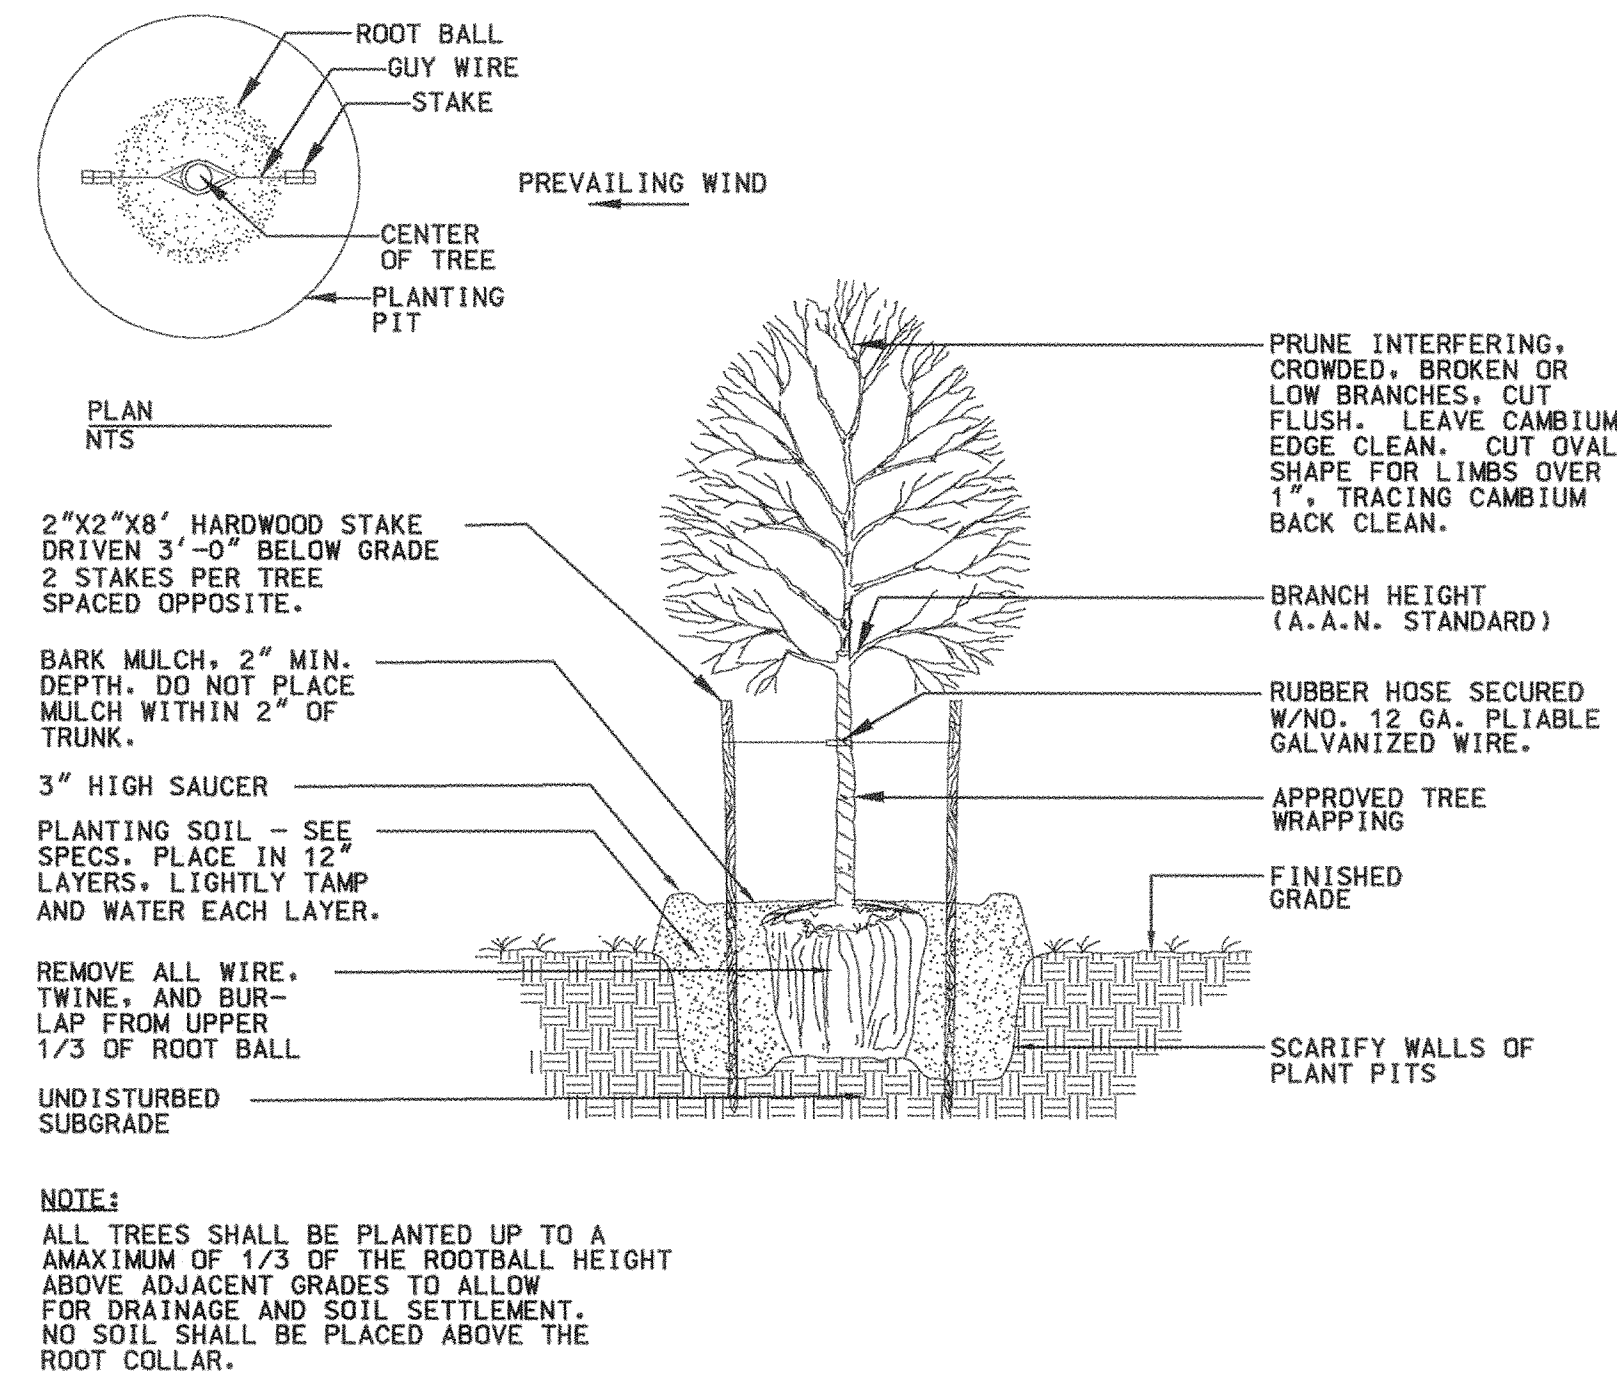 ROOT BALL
GUY WIRE
STAKE
PREVAILING WIND
CENTER
OF TREE
PLANTING
PIT
PLAN
NTS
PRUNE INTERFERING,
CROWDED, BROKEN OR
LOW BRANCHES, CUT
FLUSH. LEAVE CAMBIUM
EDGE CLEAN. CUT OVAL
SHAPE FOR LIMBS OVER
1", TRACING CAMBIUM
BACK CLEAN.
2"X2"X8' HARDWOOD STAKE
DRIVEN 3'-0" BELOW GRADE
2 STAKES PER TREE
SPACED OPPOSITE.
BRANCH HEIGHT
(A.A.N. STANDARD)
BARK MULCH, 2" MIN.
DEPTH. DO NOT PLACE
MULCH WITHIN 2" OF
TRUNK.
RUBBER HOSE SECURED
W/NO. 12 GA. PLIABLE
GALVANIZED WIRE.
3" HIGH SAUCER
APPROVED TREE
WRAPPING
PLANTING SOIL - SEE
SPECS. PLACE IN 12"
LAYERS, LIGHTLY TAMP
AND WATER EACH LAYER.
FINISHED
GRADE
REMOVE ALL WIRE,
TWINE, AND BUR-
LAP FROM UPPER
1/3 OF ROOT BALL
SCARIFY WALLS OF
PLANT PITS
UNDISTURBED
SUBGRADE
NOTE:
ALL TREES SHALL BE PLANTED UP TO A
AMAXIMUM OF 1/3 OF THE ROOTBALL HEIGHT
ABOVE ADJACENT GRADES TO ALLOW
FOR DRAINAGE AND SOIL SETTLEMENT.
NO SOIL SHALL BE PLACED ABOVE THE
ROOT COLLAR.